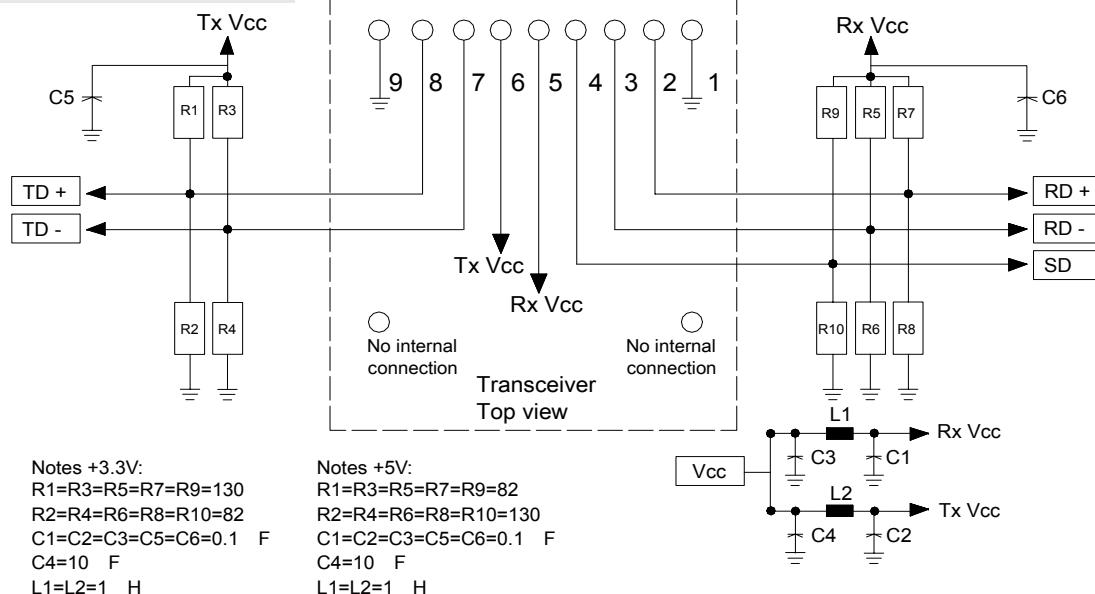 Tx Vcc
Rx Vcc
9 8 7 6 5 4 3 2 1
C5
R1 R3
R9 R5 R7
C6
TD +
RD +
TD -
RD -
Tx Vcc
SD
Rx Vcc
R2 R4
R10 R6 R8
No internal
connection
No internal
connection
Transceiver
Top view
L1
Rx Vcc
C3 C1
Vcc
L2
Tx Vcc
C4 C2
Notes +3.3V:
R1=R3=R5=R7=R9=130
R2=R4=R6=R8=R10=82
C1=C2=C3=C5=C6=0.1 F
C4=10 F
L1=L2=1 H
Notes +5V:
R1=R3=R5=R7=R9=82
R2=R4=R6=R8=R10=130
C1=C2=C3=C5=C6=0.1 F
C4=10 F
L1=L2=1 H